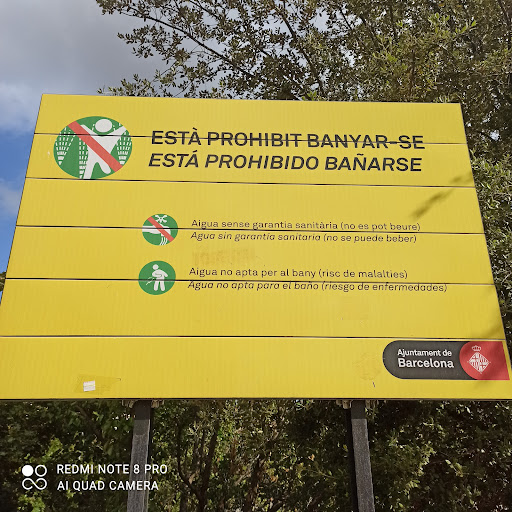 ESTÀ PROHIBIT BANYAR-SE
ESTÁ PROHIBIDO BAÑARSE
Aigua sense garantia sanitària (no es pot beure)
Agua sin garantía sanitaria (no se puede beber)
Aigua no apta per al bany (risc de malalties)
Agua no apta para el baño (riesgo de enfermedades)
Ajuntament de
Barcelona
REDMI NOTE 8 PRO
AI QUAD CAMERA